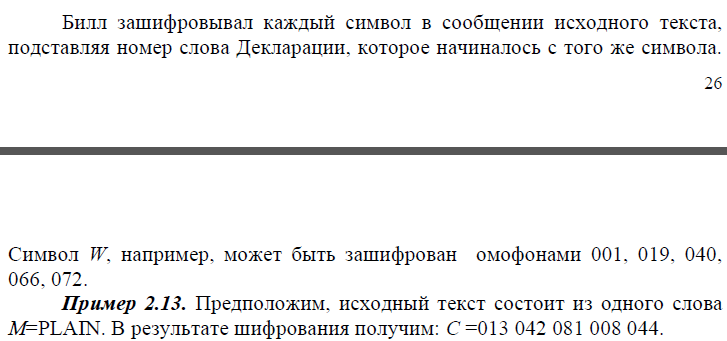 Билл зашифровывал каждый символ в сообщении исходного текста,
подставляя номер слова Декларации, которое начиналось с того же символа.
26
Символ W, например, может быть зашифрован омофонами 001, 019, 040,
066, 072.
Пример 2.13. Предположим, исходный текст состоит из одного слова
M=PLAIN. В результате шифрования получим: C =013 042 081 008 044.